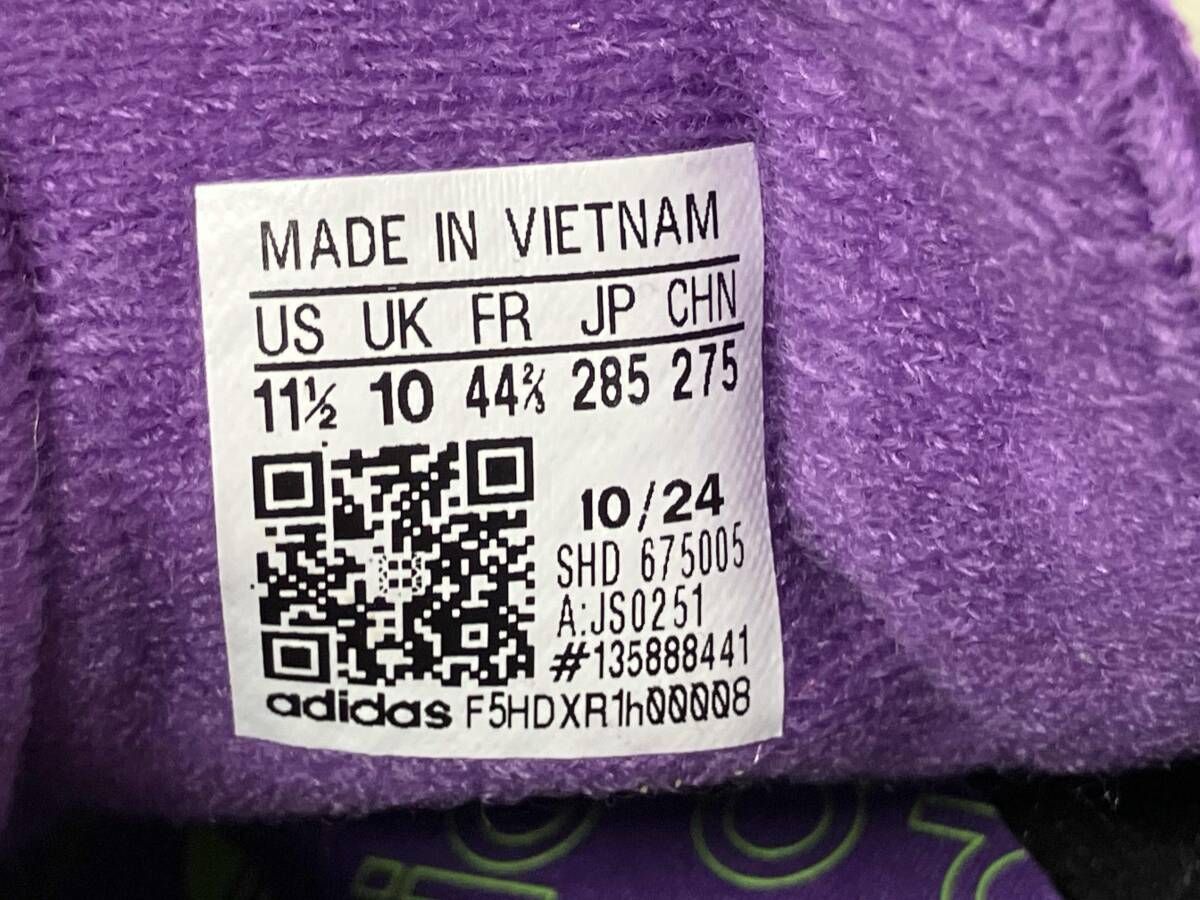 MADE IN VIETNAM
US UK FR JP CHN
11½ 10 44⅔ 285 275
10/24
SHD 675005
A:JS0251
#135888441
adidas F5HDXR1h00008